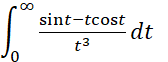 ∫₀^∞ (sint−tcost)/t³ dt